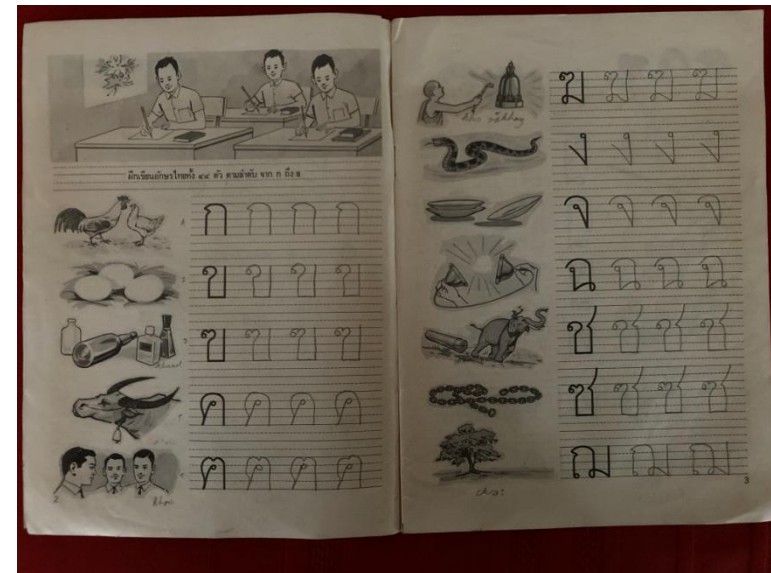 ฝึกเขียนอักษรไทยทั้ง ๔๔ ตัว ตามลำดับ จาก ก ถึง ฮ
ก ก ก ก
ข ข ข ข
ฃ ฃ ฃ ฃ
ค ค ค ค
ฅ ฅ ฅ ฅ
2
ฆ ฆ ฆ ฆ
ง ง ง ง
จ จ จ จ
ฉ ฉ ฉ ฉ
ช ช ช ช
ซ ซ ซ ซ
ฌ ฌ ฌ
3